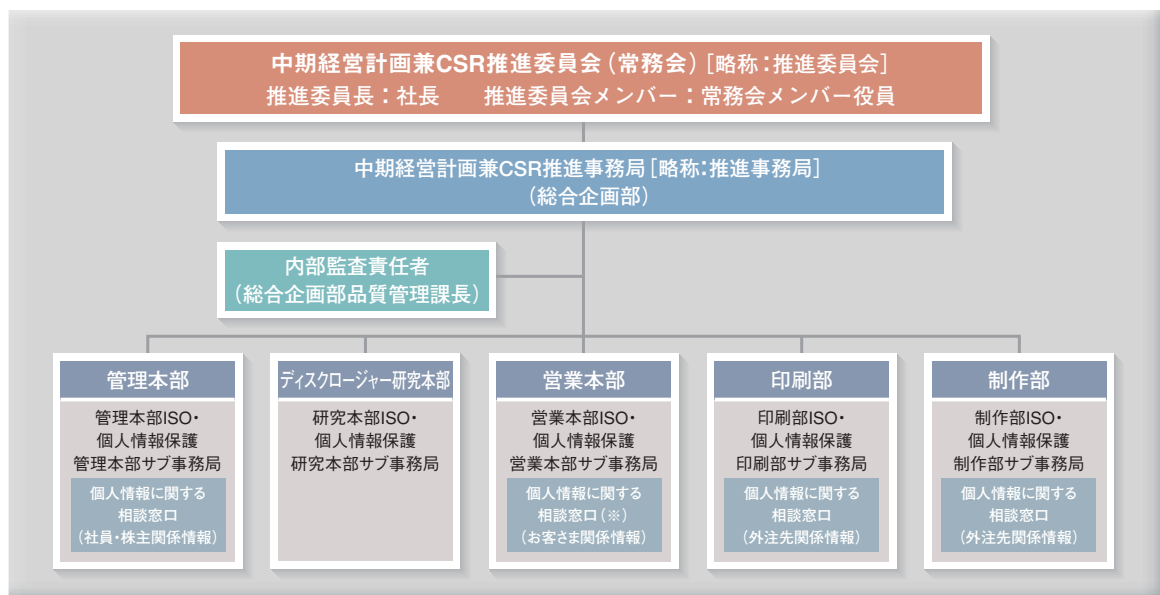 中期経営計画兼CSR推進委員会(常務会)[略称:推進委員会]
推進委員長:社長　　推進委員会メンバー:常務会メンバー役員
中期経営計画兼CSR推進事務局[略称:推進事務局]
(総合企画部)
内部監査責任者
(総合企画部品質管理課長)
管理本部
管理本部ISO・
個人情報保護
管理本部サブ事務局
個人情報に関する
相談窓口
(社員・株主関係情報)
ディスクロージャー研究本部
研究本部ISO・
個人情報保護
研究本部サブ事務局
営業本部
営業本部ISO・
個人情報保護
営業本部サブ事務局
個人情報に関する
相談窓口(※)
(お客さま関係情報)
印刷部
印刷部ISO・
個人情報保護
印刷部サブ事務局
個人情報に関する
相談窓口
(外注先関係情報)
制作部
制作部ISO・
個人情報保護
制作部サブ事務局
個人情報に関する
相談窓口
(外注先関係情報)